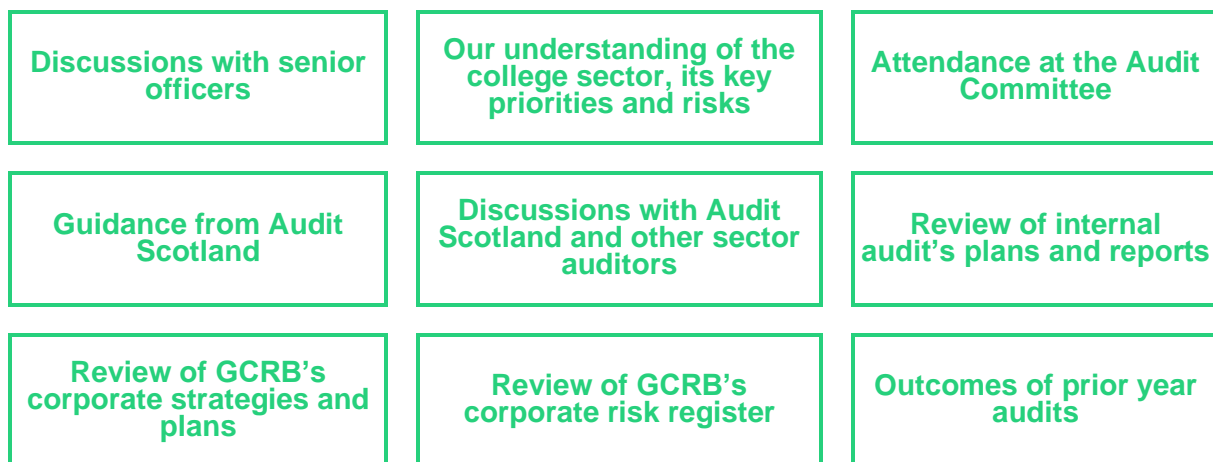 Discussions with senior
officers
Our understanding of the
college sector, its key
priorities and risks
Attendance at the Audit
Committee
Guidance from Audit
Scotland
Discussions with Audit
Scotland and other sector
auditors
Review of internal
audit’s plans and reports
Review of GCRB’s
corporate strategies and
plans
Review of GCRB’s
corporate risk register
Outcomes of prior year
audits